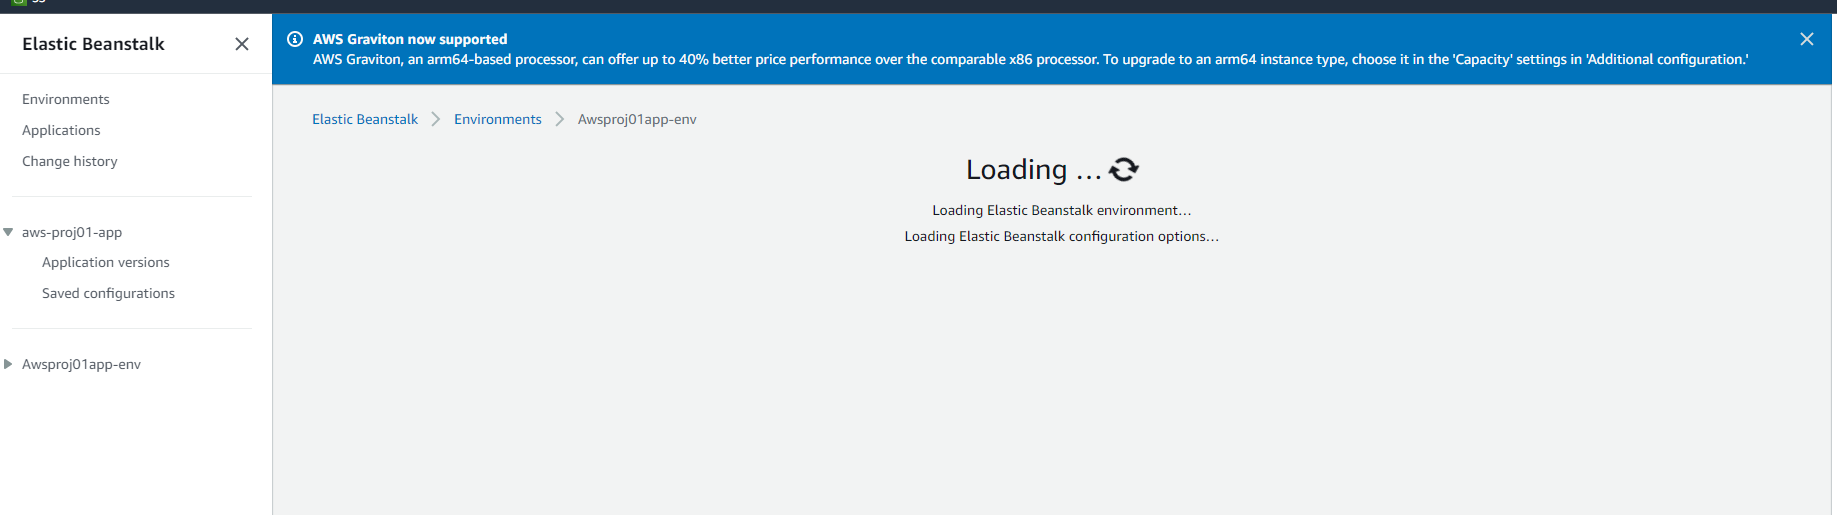 Elastic Beanstalk
AWS Graviton now supported
AWS Graviton, an arm64-based processor, can offer up to 40% better price performance over the comparable x86 processor. To upgrade to an arm64 instance type, choose it in the 'Capacity' settings in 'Additional configuration.'
Environments
Applications
Change history
aws-proj01-app
Application versions
Saved configurations
Awsproj01app-env
Elastic Beanstalk
Environments
Awsproj01app-env
Loading ...
Loading Elastic Beanstalk environment...
Loading Elastic Beanstalk configuration options...